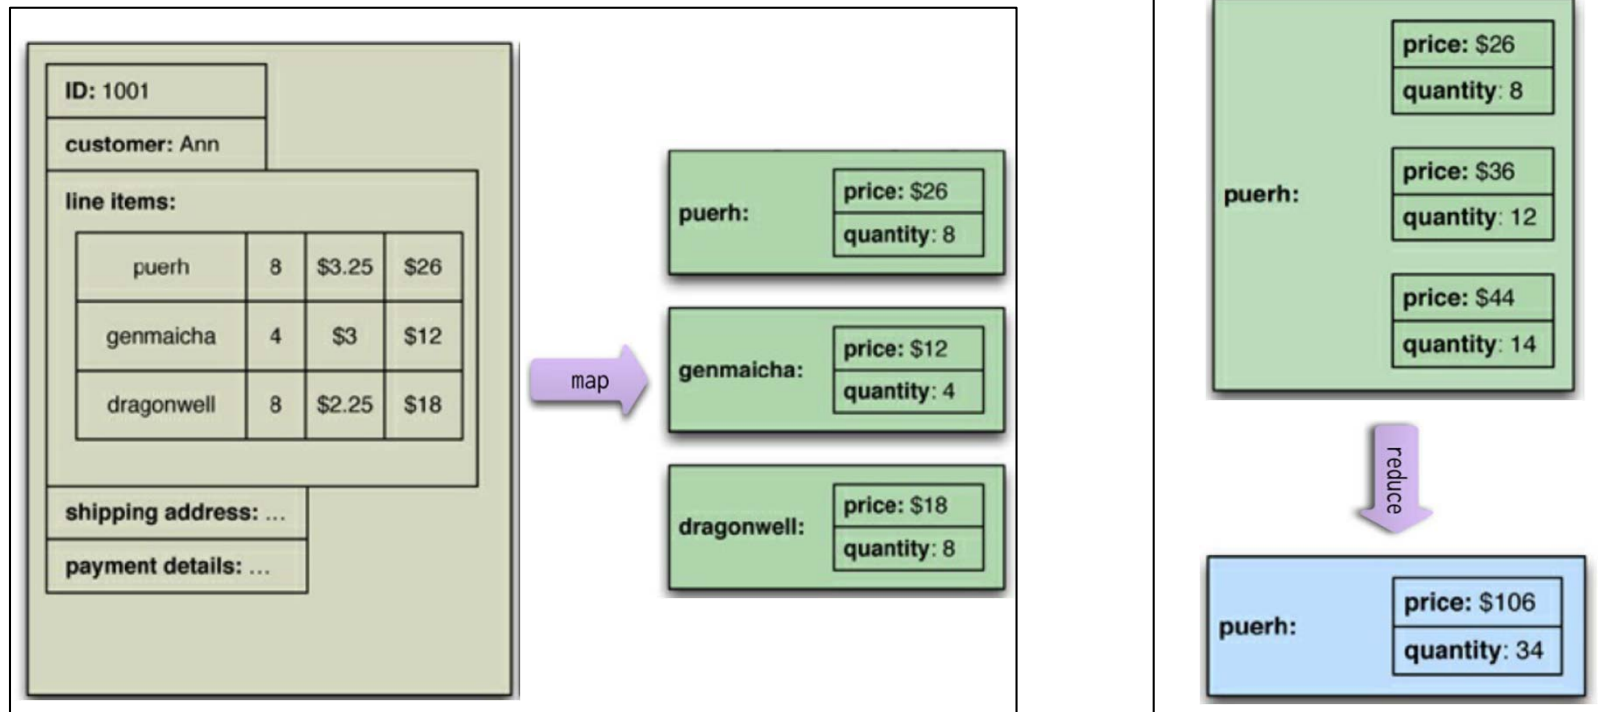 ID: 1001
customer: Ann
line items:
puerh 8 $3.25 $26
genmaicha 4 $3 $12
dragonwell 8 $2.25 $18
shipping address: ...
payment details: ...
map
puerh:
price: $26
quantity: 8
genmaicha:
price: $12
quantity: 4
dragonwell:
price: $18
quantity: 8
puerh:
price: $26
quantity: 8
price: $36
quantity: 12
price: $44
quantity: 14
reduce
puerh:
price: $106
quantity: 34